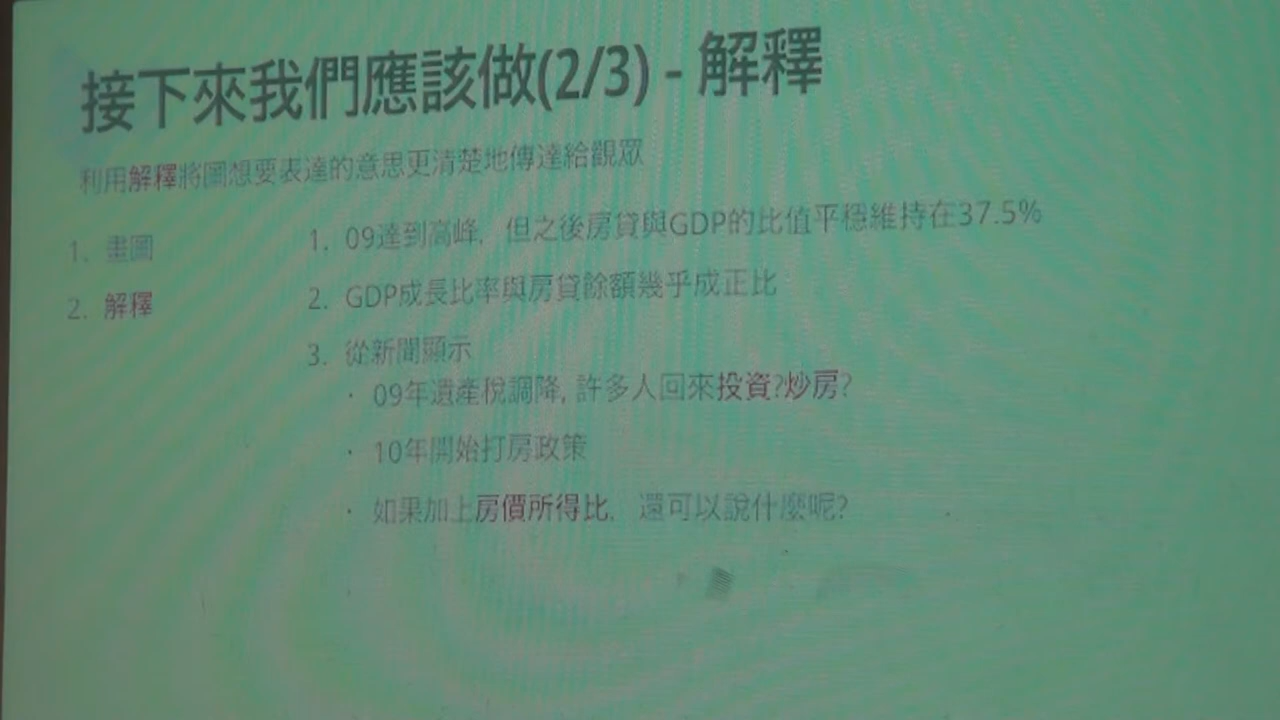 接下來我們應該做(2/3) - 解釋
利用解釋將圖想要表達的意思更清楚地傳達給觀眾
1. 畫圖
2. 解釋
1. 09達到高峰, 但之後房貸與GDP的比值平穩維持在37.5%
2. GDP成長比率與房貸餘額幾乎成正比
3. 從新聞顯示
· 09年遺產稅調降, 許多人回來投資?炒房?
· 10年開始打房政策
· 如果加上房價所得比, 還可以說什麼呢?